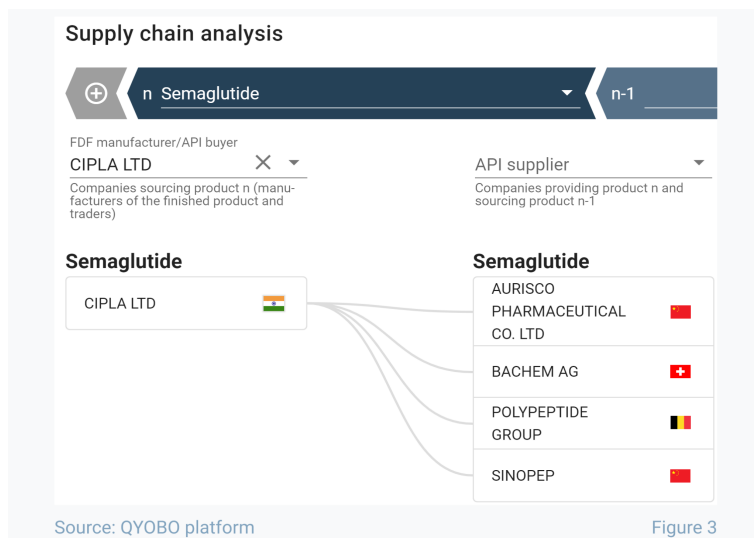 Supply chain analysis
n Semaglutide
n-1
FDF manufacturer/API buyer
CIPLA LTD
Companies sourcing product n (manu-
facturers of the finished product and
traders)
API supplier
Companies providing product n and
sourcing product n-1
Semaglutide
CIPLA LTD
Semaglutide
AURISCO
PHARMACEUTICAL
CO. LTD
BACHEM AG
POLYPEPTIDE
GROUP
SINOPEP
Source: QYOBO platform
Figure 3